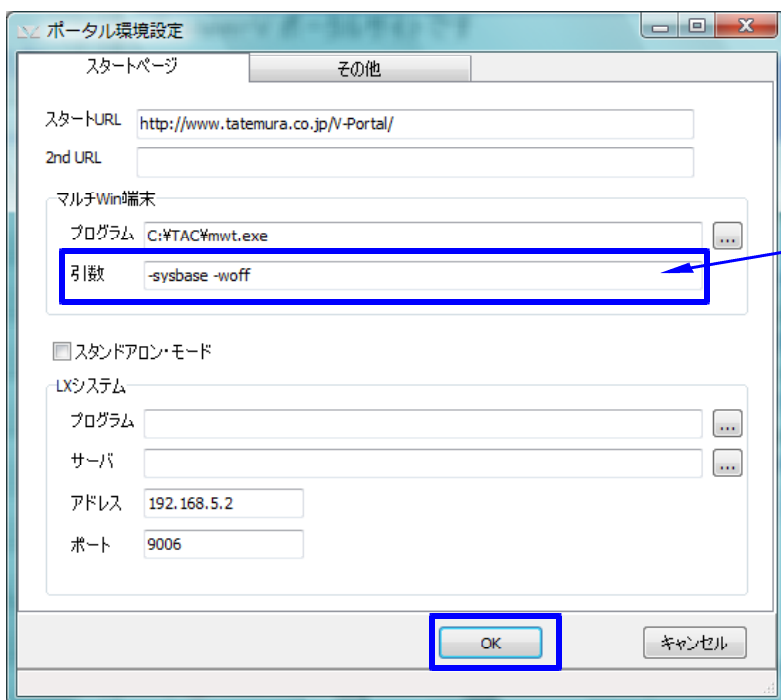 ポータル環境設定
スタートページ
その他
スタートURL
http://www.tatemura.co.jp/V-Portal/
2nd URL
マルチWin端末
プログラム
C:¥TAC¥mwt.exe
...
引数
-sysbase -woff
スタンドアロン・モード
LXシステム
プログラム
...
サーバ
...
アドレス
192.168.5.2
ポート
9006
OK
キャンセル